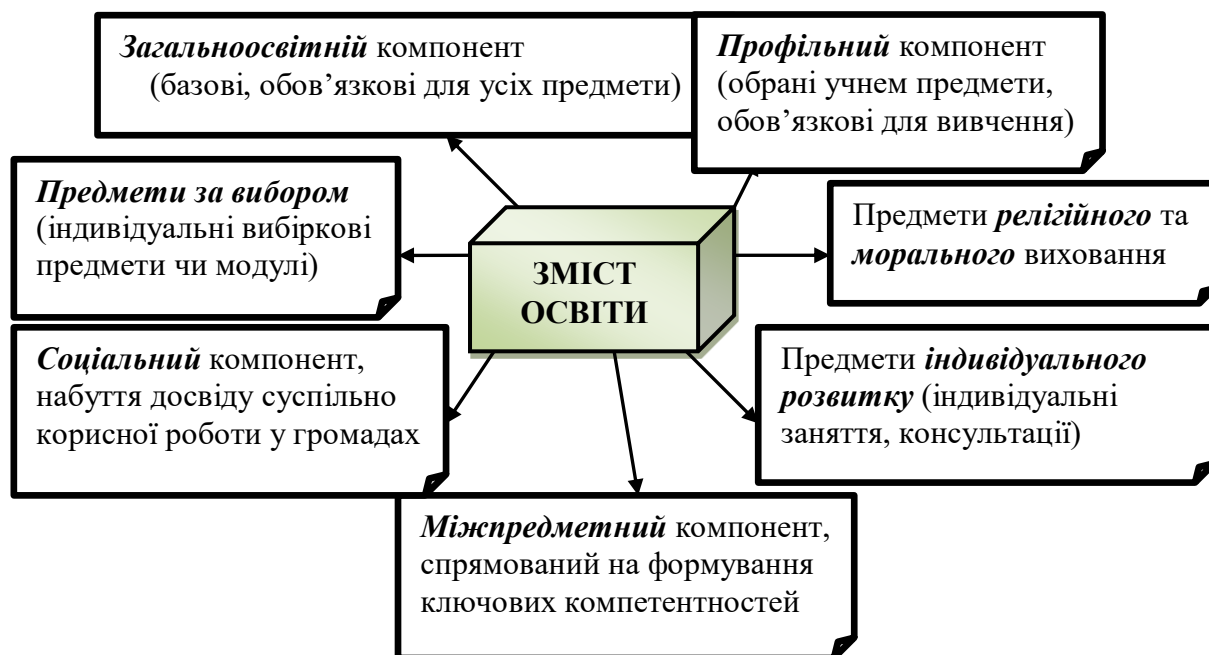 Загальноосвітній компонент
(базові, обов’язкові для усіх предмети)
Профільний компонент
(обрані учнем предмети,
обов’язкові для вивчення)
Предмети за вибором
(індивідуальні вибіркові
предмети чи модулі)
ЗМІСТ
ОСВІТИ
Предмети релігійного та
морального виховання
Соціальний компонент,
набуття досвіду суспільно
корисної роботи у громадах
Предмети індивідуального
розвитку (індивідуальні
заняття, консультації)
Міжпредметний компонент,
спрямований на формування
ключових компетентностей